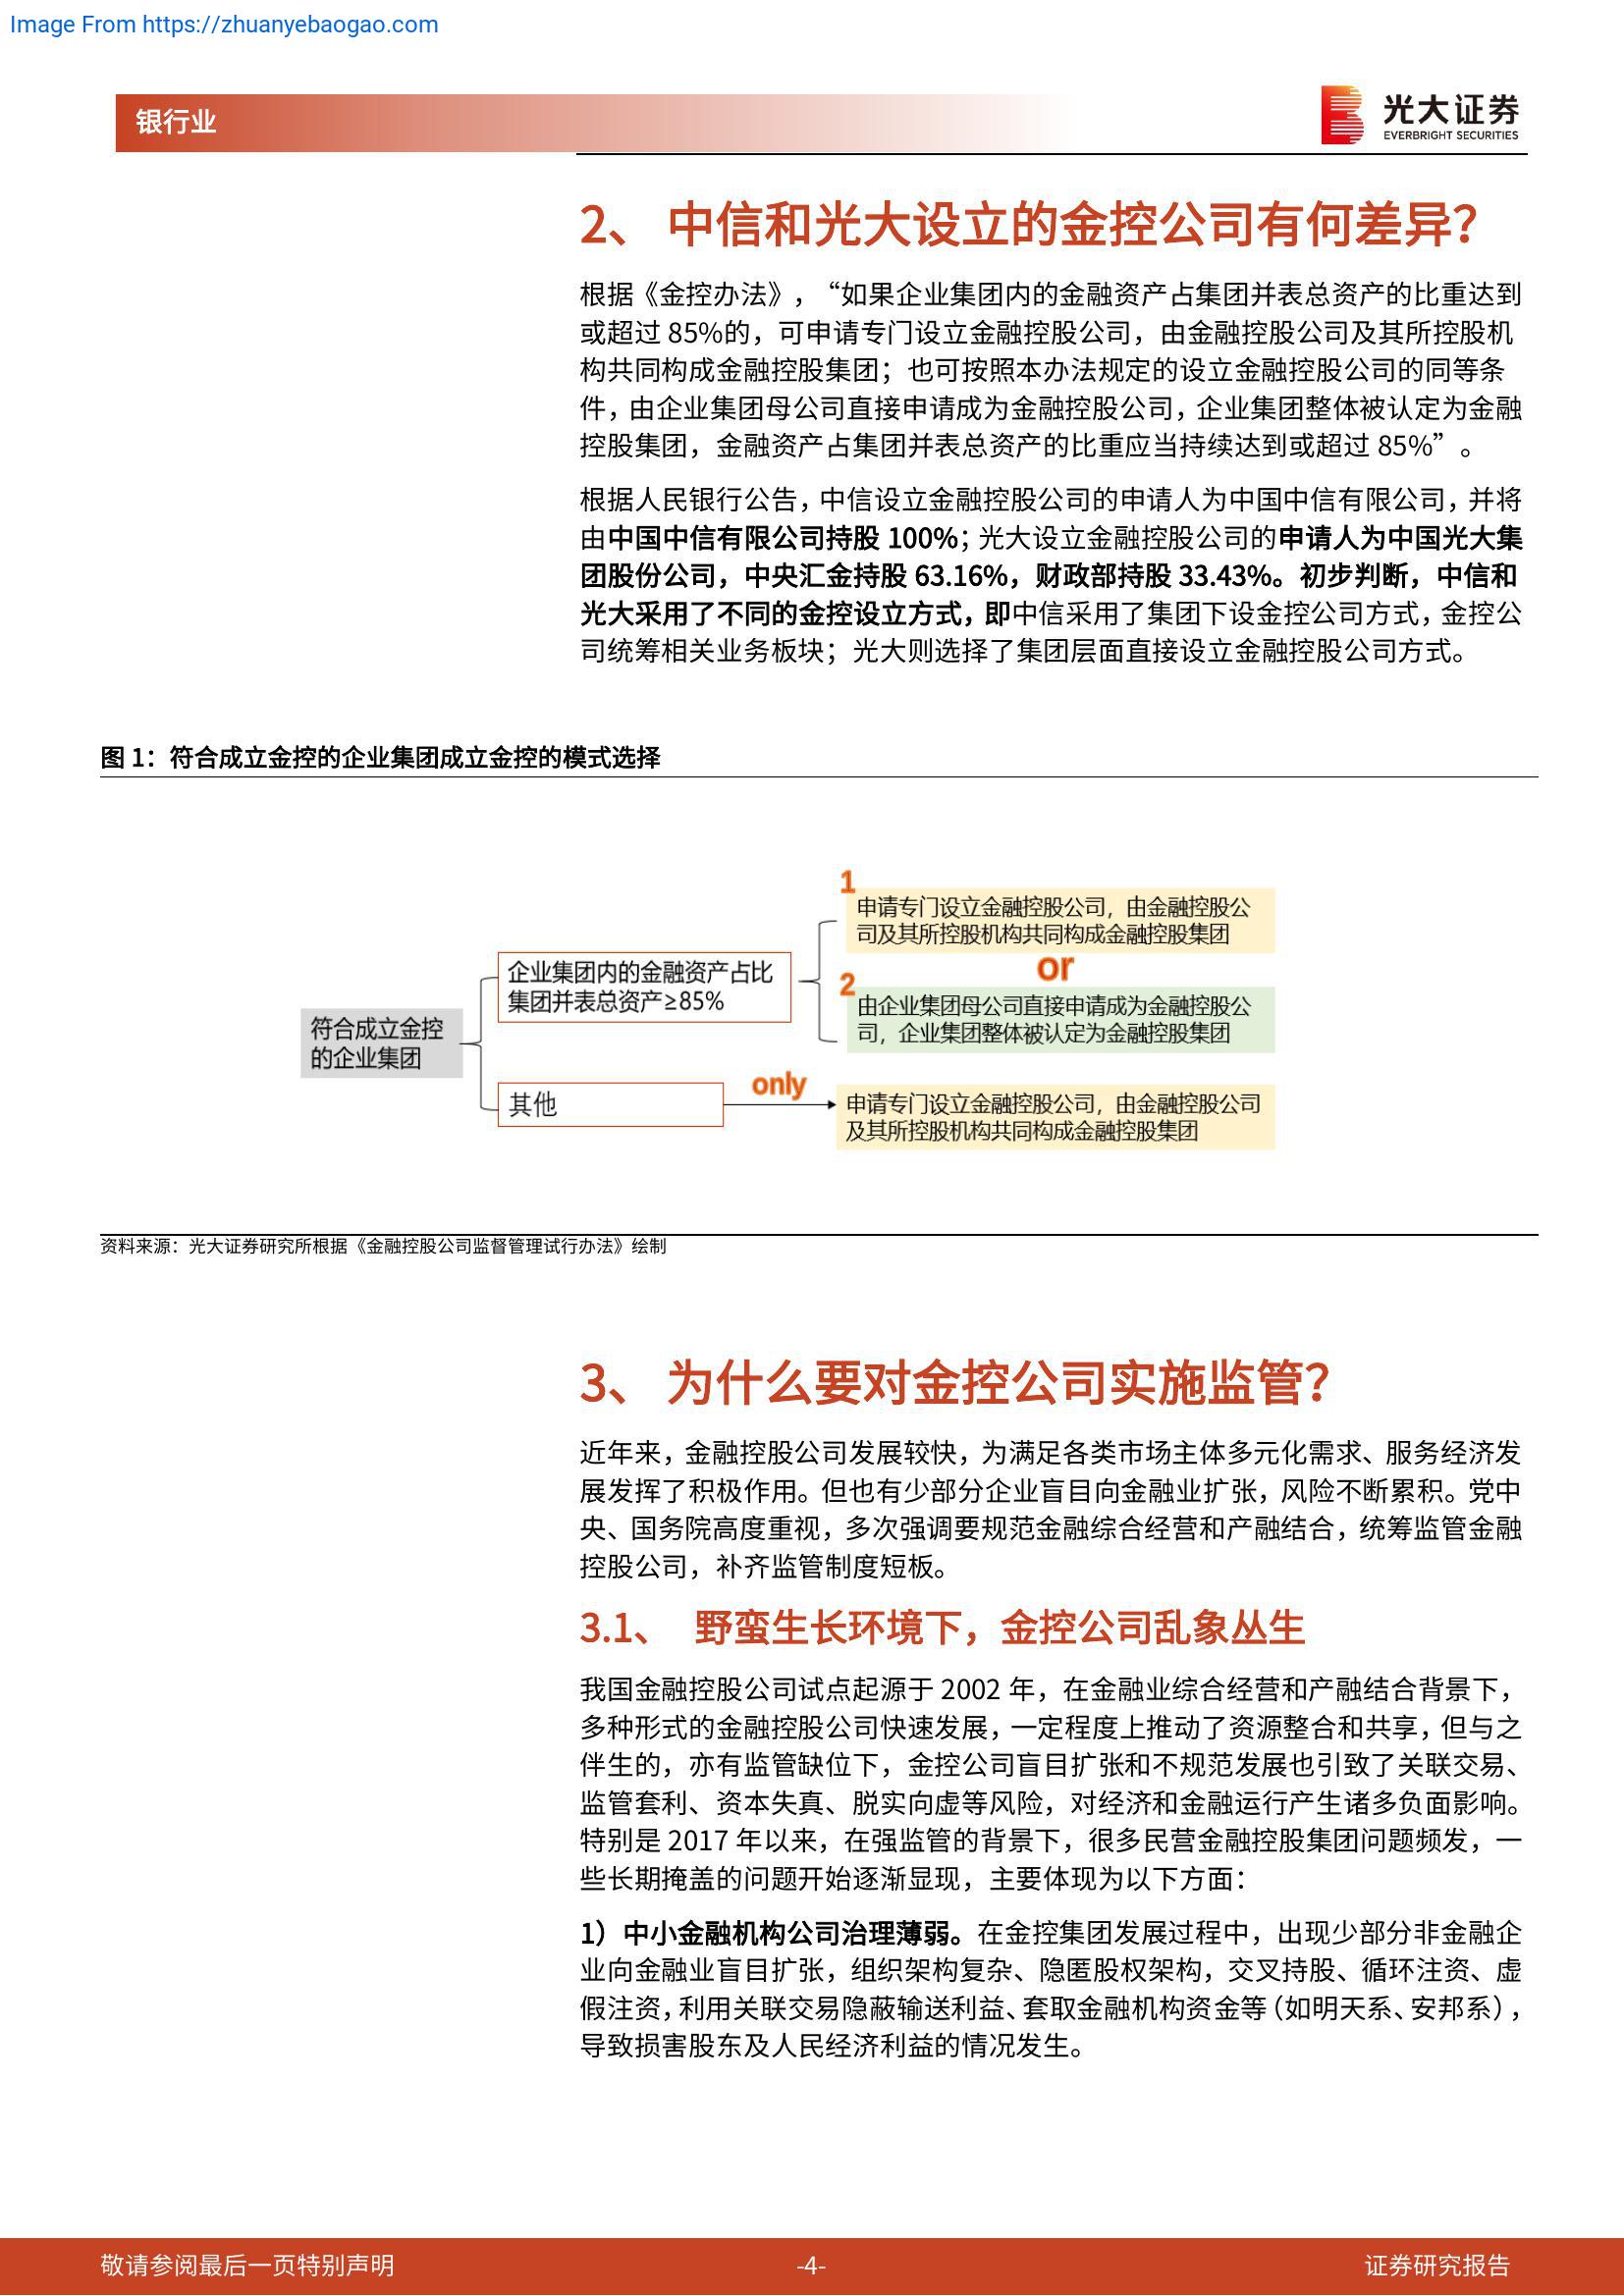 Image From https://zhuanyebaogao.com
银行业
光大证券
EVERBRIGHT SECURITIES
2、 中信和光大设立的金控公司有何差异？
根据《金控办法》，“如果企业集团内的金融资产占集团并表总资产的比重达到
或超过 85%的，可申请专门设立金融控股公司，由金融控股公司及其所控股机
构共同构成金融控股集团；也可按照本办法规定的设立金融控股公司的同等条
件，由企业集团母公司直接申请成为金融控股公司，企业集团整体被认定为金融
控股集团，金融资产占集团并表总资产的比重应当持续达到或超过 85%”。
根据人民银行公告，中信设立金融控股公司的申请人为中国中信有限公司，并将
由中国中信有限公司持股 100%；光大设立金融控股公司的申请人为中国光大集
团股份公司，中央汇金持股 63.16%，财政部持股 33.43%。初步判断，中信和
光大采用了不同的金控设立方式，即中信采用了集团下设金控公司方式，金控公
司统筹相关业务板块；光大则选择了集团层面直接设立金融控股公司方式。
图 1：符合成立金控的企业集团成立金控的模式选择
符合成立金控
的企业集团
企业集团内的金融资产占比
集团并表总资产≥85%
1
申请专门设立金融控股公司，由金融控股公
司及其所控股机构共同构成金融控股集团
or
2
由企业集团母公司直接申请成为金融控股公
司，企业集团整体被认定为金融控股集团
其他
only
申请专门设立金融控股公司，由金融控股公司
及其所控股机构共同构成金融控股集团
资料来源：光大证券研究所根据《金融控股公司监督管理试行办法》绘制
3、 为什么要对金控公司实施监管？
近年来，金融控股公司发展较快，为满足各类市场主体多元化需求、服务经济发
展发挥了积极作用。但也有少部分企业盲目向金融业扩张，风险不断累积。党中
央、国务院高度重视，多次强调要规范金融综合经营和产融结合，统筹监管金融
控股公司，补齐监管制度短板。
3.1、 野蛮生长环境下，金控公司乱象丛生
我国金融控股公司试点起源于 2002 年，在金融业综合经营和产融结合背景下，
多种形式的金融控股公司快速发展，一定程度上推动了资源整合和共享，但与之
伴生的，亦有监管缺位下，金控公司盲目扩张和不规范发展也引致了关联交易、
监管套利、资本失真、脱实向虚等风险，对经济和金融运行产生诸多负面影响。
特别是 2017 年以来，在强监管的背景下，很多民营金融控股集团问题频发，一
些长期掩盖的问题开始逐渐显现，主要体现为以下方面：
1）中小金融机构公司治理薄弱。在金控集团发展过程中，出现少部分非金融企
业向金融业盲目扩张，组织架构复杂、隐匿股权架构，交叉持股、循环注资、虚
假注资，利用关联交易隐蔽输送利益、套取金融机构资金等（如明天系、安邦系），
导致损害股东及人民经济利益的情况发生。
敬请参阅最后一页特别声明
-4-
证券研究报告